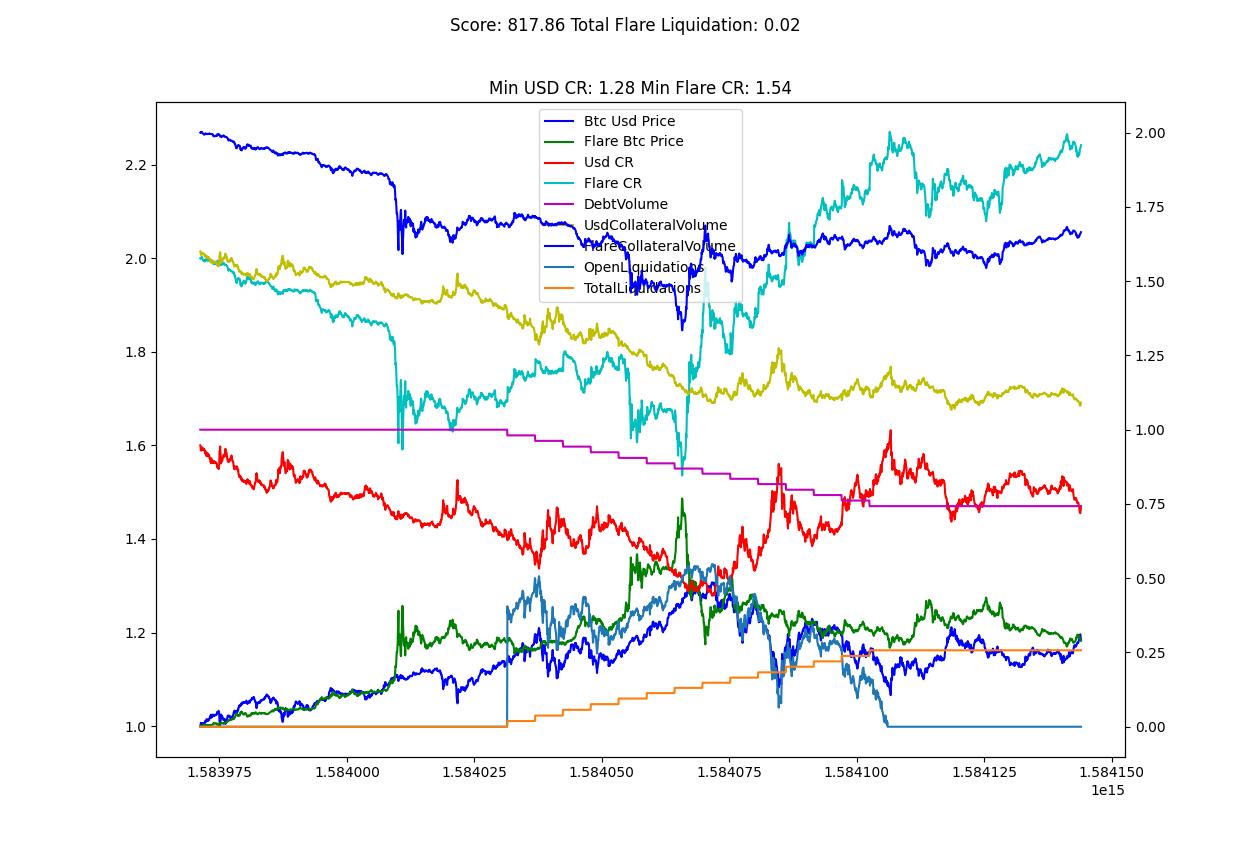 Score: 817.86 Total Flare Liquidation: 0.02
Min USD CR: 1.28 Min Flare CR: 1.54
Btc Usd Price
Flare Btc Price
Usd CR
Flare CR
DebtVolume
UsdCollateralVolume
FlareCollateralVolume
OpenLiquidations
TotalLiquidations
2.2
2.0
1.8
1.6
1.4
1.2
1.0
2.00
1.75
1.50
1.25
1.00
0.75
0.50
0.25
0.00
1.583975
1.584000
1.584025
1.584050
1.584075
1.584100
1.584125
1.584150
1e15